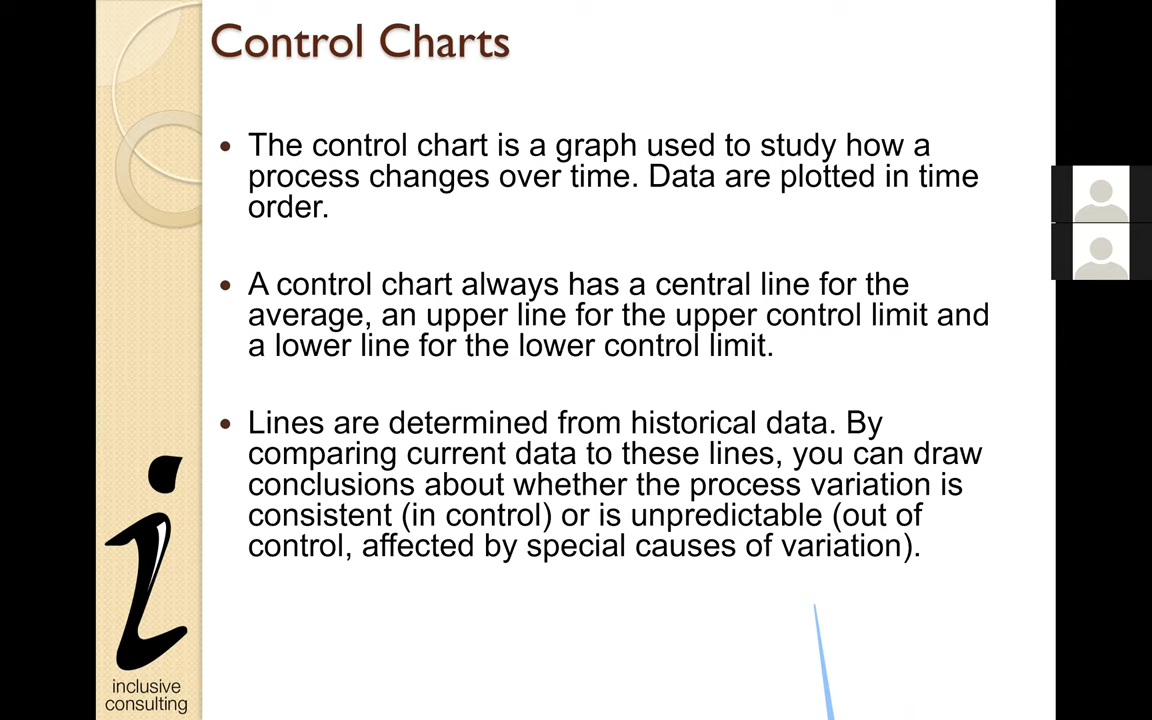 Control Charts
The control chart is a graph used to study how a
process changes over time. Data are plotted in time
order.
A control chart always has a central line for the
average, an upper line for the upper control limit and
a lower line for the lower control limit.
Lines are determined from historical data. By
comparing current data to these lines, you can draw
conclusions about whether the process variation is
consistent (in control) or is unpredictable (out of
control, affected by special causes of variation).
i
inclusive
consulting